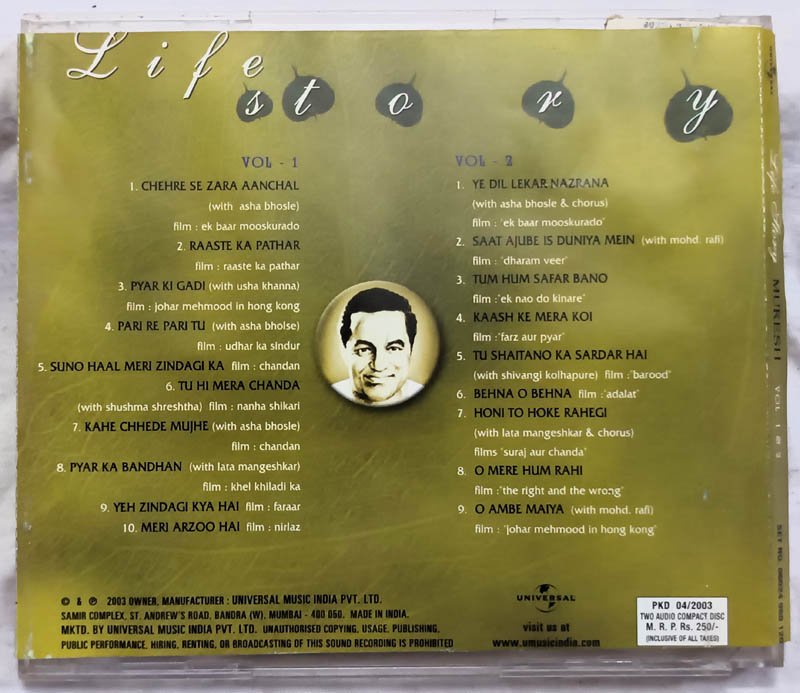 Life
story
VOL - 1
1. CHEHRE SE ZARA AANCHAL
(with asha bhosle)
film : ek baar mooskurado
2. RAASTE KA PATHAR
film : raaste ka pathar
3. PYAR KI GADI (with usha khanna)
film : johar mehmood in hong kong
4. PARI RE PARI TU (with asha bholse)
film : udhar ka sindur
5. SUNO HAAL MERI ZINDAGI KA film : chandan
6. TU HI MERA CHANDA
(with shushma shreshtha) film : nanha shikari
7. KAHE CHHEDE MUJHE (with asha bhosle)
film : chandan
8. PYAR KA BANDHAN (with lata mangeshkar)
film : khel khiladi ka
9. YEH ZINDAGI KYA HAI film : faraar
10. MERI ARZOO HAI film : nirlaz
VOL - 2
1. YE DIL LEKAR NAZRANA
(with asha bhosle & chorus)
film : "ek baar mooskurado"
2. SAAT AJUBE IS DUNIYA MEIN (with mohd. rafi)
film : "dharam veer"
3. TUM HUM SAFAR BANO
film :"ek nao do kinare"
4. KAASH KE MERA KOI
film :"farz aur pyar"
5. TU SHAITANO KA SARDAR HAI
(with shivangi kolhapure) film :"barood"
6. BEHNA O BEHNA film :"adalat"
7. HONI TO HOKE RAHEGI
(with lata mangeshkar & chorus)
films "suraj aur chanda"
8. O MERE HUM RAHI
film :"the right and the wrong"
9. O AMBE MAIYA (with mohd. rafi)
film : "johar mehmood in hong kong"
© & ℗ 2003 OWNER, MANUFACTURER : UNIVERSAL MUSIC INDIA PVT. LTD.
SAMIR COMPLEX, ST. ANDREW'S ROAD, BANDRA (W), MUMBAI - 400 050. MADE IN INDIA.
MKTD. BY UNIVERSAL MUSIC INDIA PVT. LTD. UNAUTHORISED COPYING, USAGE, PUBLISHING,
PUBLIC PERFORMANCE, HIRING, RENTING, OR BROADCASTING OF THIS SOUND RECORDING IS PROHIBITED
UNIVERSAL
visit us at
www.umusicindia.com
PKD 04/2003
TWO AUDIO COMPACT DISC
M. R. P. Rs. 250/-
(INCLUSIVE OF ALL TAXES)
Life Story MUKESH VOL 1 & 2